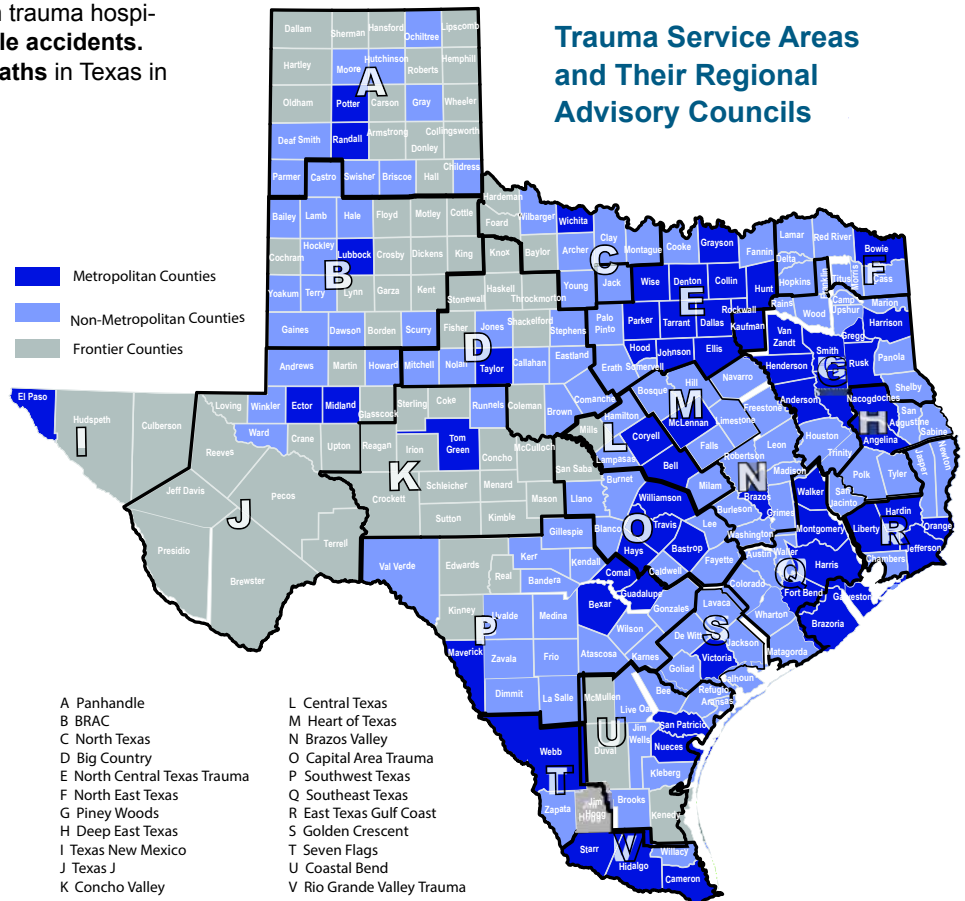 n trauma hospi-
le accidents.
aths in Texas in
Trauma Service Areas
and Their Regional
Advisory Councils
Metropolitan Counties
Non-Metropolitan Counties
Frontier Counties
Dallam
Sherman
Hansford
Ochiltree
Lipscomb
Hartley
Moore
Hutchinson
Roberts
Hemphill
A
Oldham
Potter
Carson
Gray
Wheeler
Deaf Smith
Randall
Armstrong
Donley
Collingsworth
Parmer
Castro
Swisher
Briscoe
Hall
Childress
Bailey
Lamb
Hale
Floyd
Motley
Cottle
Hardeman
Foard
Wilbarger
Wichita
Cochram
Hockley
Lubbock
Crosby
Dickens
King
Knox
Baylor
Archer
Clay
Montague
B
C
Yoakum
Terry
Lynn
Garza
Kent
Stonewall
Haskell
Throckmorton
Young
Jack
Gaines
Dawson
Borden
Scurry
Fisher
Jones
Shackelford
Stephens
Palo
Pinto
D
Andrews
Martin
Howard
Mitchell
Nolan
Taylor
Callahan
Eastland
Erath
Somervell
Comanche
Brown
Coleman
Cooke
Grayson
Fannin
Lamar
Red River
Bowie
Delta
Hopkins
Franklin
Titus
Morris
Cass
F
Wise
Denton
Collin
Hunt
E
Rockwall
Rains
Wood
Camp
Upshur
Marion
Parker
Tarrant
Dallas
Kaufman
Van
Zandt
Gregg
Harrison
Hood
Johnson
Ellis
Henderson
Smith
Rusk
Panola
G
Anderson
Nacogdoches
Shelby
San
Augustine
Sabine
H
Angelina
Houston
Trinity
Polk
Tyler
Jasper
Newton
Bosque
Hill
Navarro
M
McLennan
Limestone
Freestone
Falls
Leon
Robertson
Madison
N
Brazos
Burleson
Grimes
Washington
Hamilton
Mills
L
Coryell
Lampasas
Bell
Milam
San Saba
Burnet
Llano
Williamson
O
Travis
Lee
Blanco
Hays
Bastrop
Caldwell
Fayette
Walker
San
Jacinto
Montgomery
Liberty
Hardin
R
Orange
Jefferson
Chambers
Austin
Waller
Harris
Q
Colorado
Fort Bend
Galveston
Wharton
Brazoria
Matagorda
El Paso
Hudspeth
Culberson
I
Loving
Winkler
Ector
Midland
Glasscock
Sterling
Coke
Runnels
Reeves
Ward
Crane
Upton
Reagan
Irion
Tom
Green
Concho
McCulloch
K
Jeff Davis
Pecos
J
Crockett
Schleicher
Menard
Mason
Sutton
Kimble
Presidio
Brewster
Terrell
Gillespie
Val Verde
Edwards
Kerr
Kendall
Real
Bandera
Comal
Guadalupe
Kinney
Uvalde
Medina
Bexar
Gonzales
P
Wilson
Maverick
Zavala
Frio
Atascosa
Karnes
Dimmit
La Salle
Lavaca
S
De Witt
Jackson
Victoria
Goliad
Calhoun
McMullen
Live Oak
Bee
Refugio
Aransas
U
Duval
Jim
Wells
San Patricio
Nueces
Kleberg
Webb
T
Zapata
Jim
Hogg
Brooks
Kenedy
Starr
Hidalgo
Willacy
Cameron
V
A Panhandle
B BRAC
C North Texas
D Big Country
E North Central Texas Trauma
F North East Texas
G Piney Woods
H Deep East Texas
I Texas New Mexico
J Texas J
K Concho Valley
L Central Texas
M Heart of Texas
N Brazos Valley
O Capital Area Trauma
P Southwest Texas
Q Southeast Texas
R East Texas Gulf Coast
S Golden Crescent
T Seven Flags
U Coastal Bend
V Rio Grande Valley Trauma